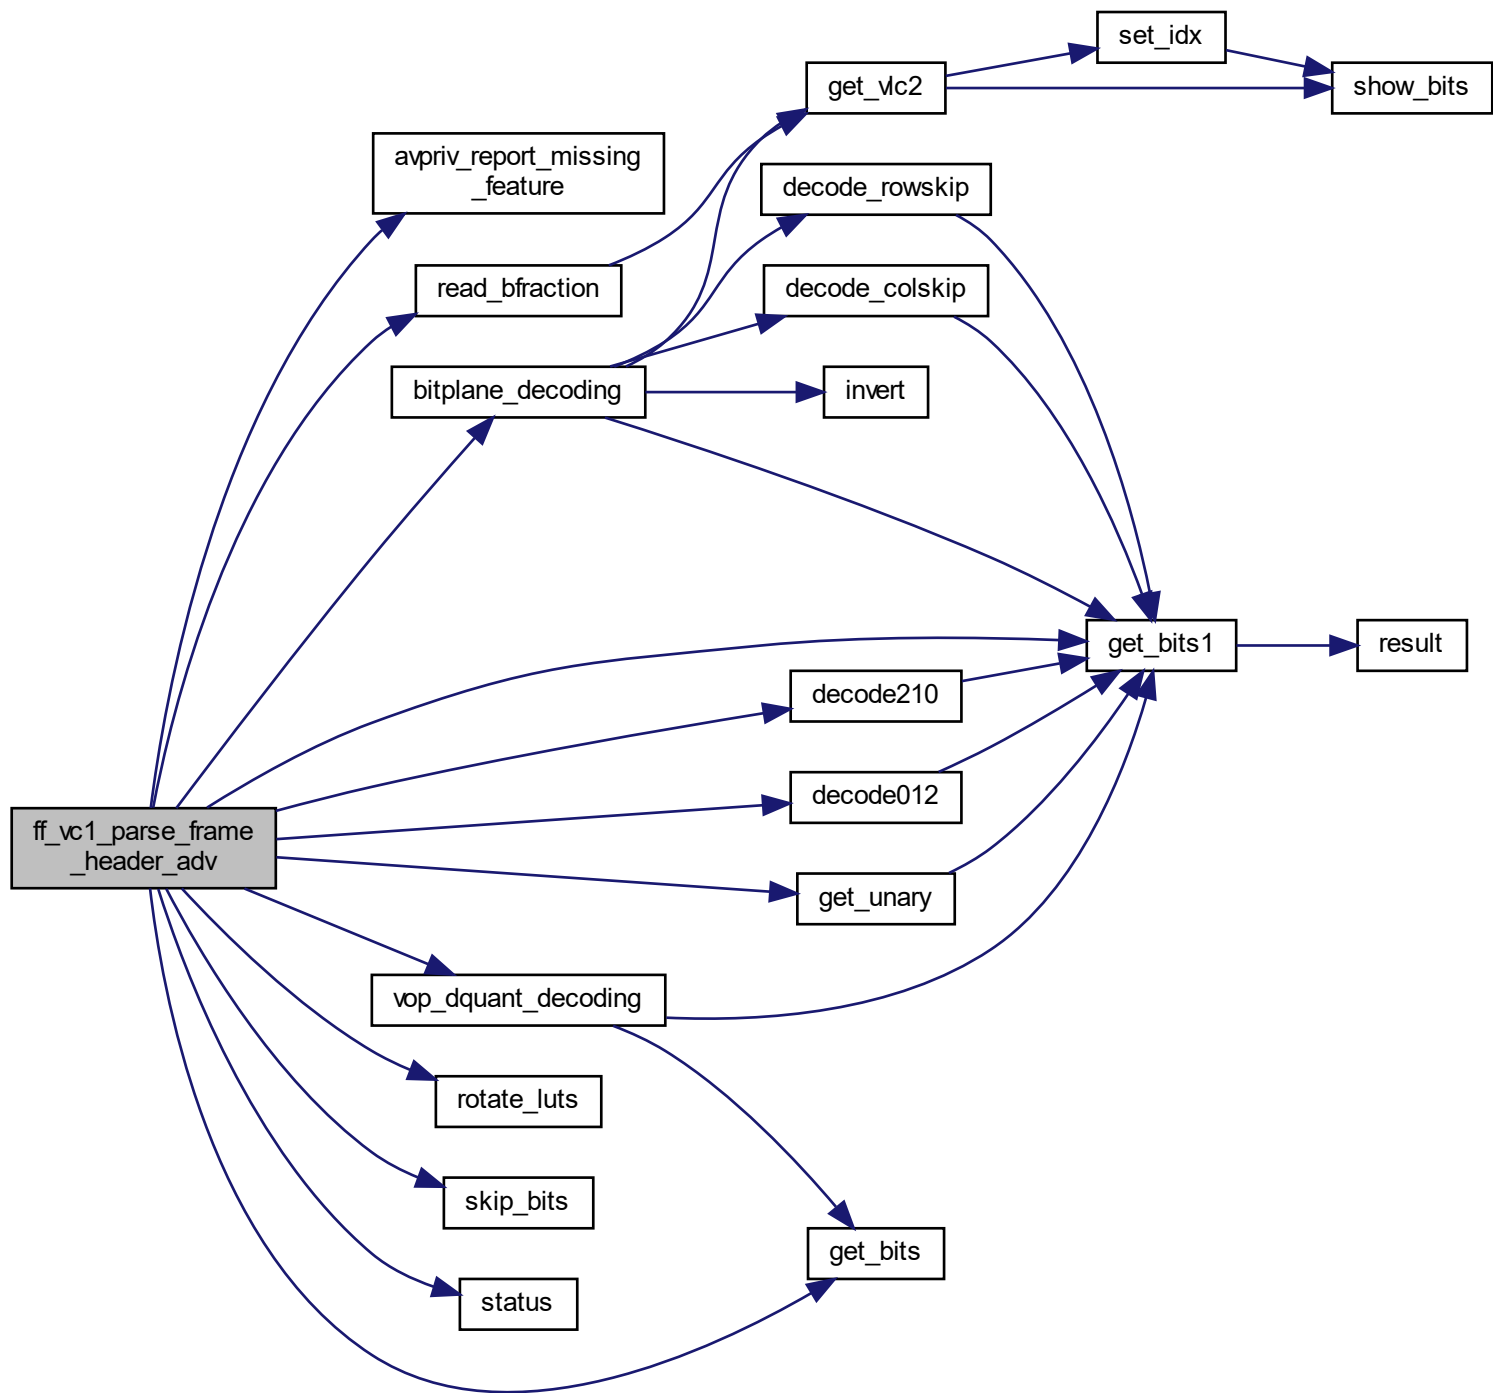 set_idx
get_vlc2
show_bits
avpriv_report_missing
_feature
decode_rowskip
read_bfraction
decode_colskip
bitplane_decoding
invert
get_bits1
result
decode210
decode012
ff_vc1_parse_frame
_header_adv
get_unary
vop_dquant_decoding
rotate_luts
skip_bits
get_bits
status